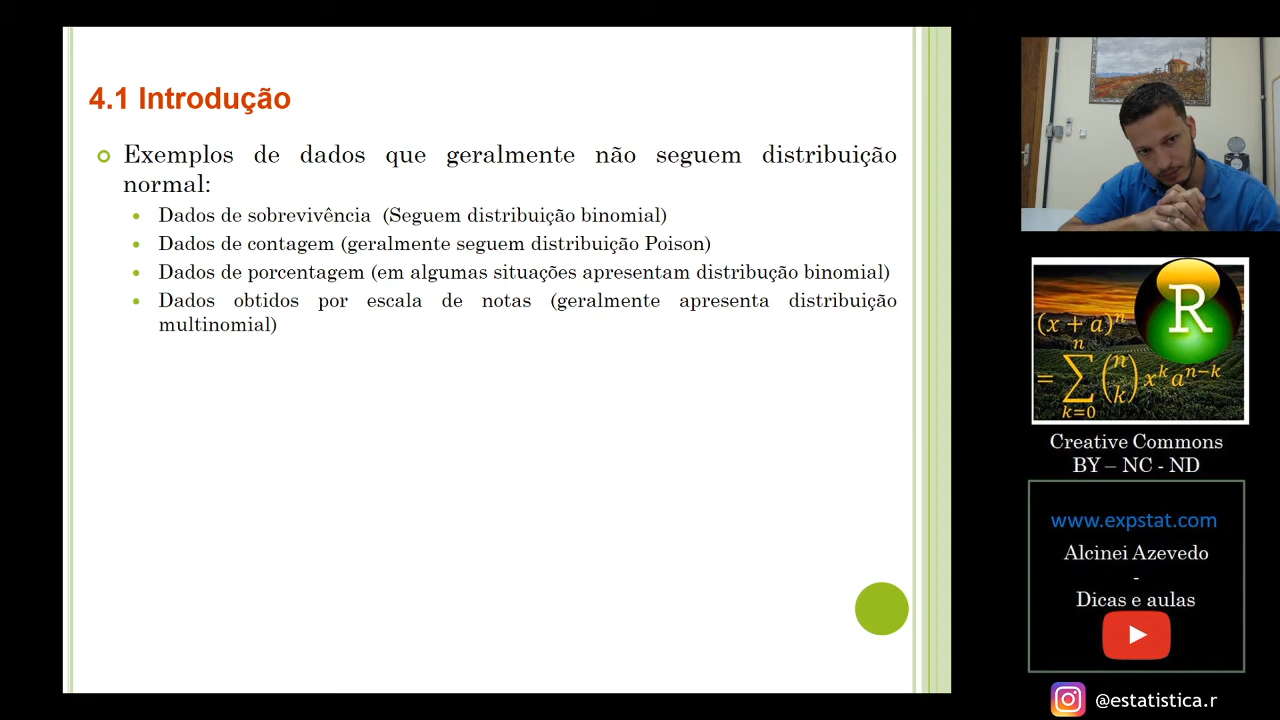 4.1 Introdução
Exemplos de dados que geralmente não seguem distribuição
normal:
Dados de sobrevivência (Seguem distribuição binomial)
Dados de contagem (geralmente seguem distribuição Poison)
Dados de porcentagem (em algumas situações apresentam distribução binomial)
Dados obtidos por escala de notas (geralmente apresenta distribuição
multinomial)
R
(x + a)^n
= ∑_{k=0}^{n} (n k) x^k a^{n−k}
Creative Commons
BY – NC - ND
www.expstat.com
Alcinei Azevedo
-
Dicas e aulas
@estatistica.r